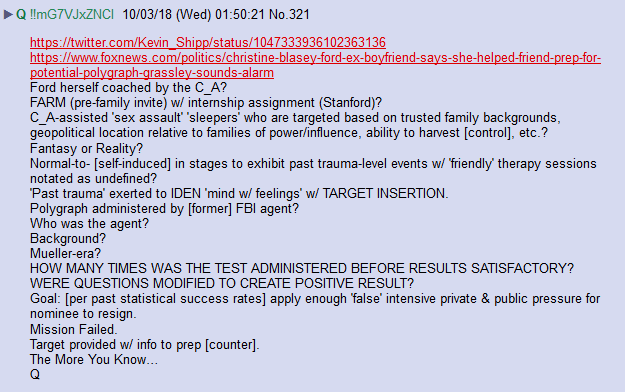 ▶ Q !!mG7VJxZNCI 10/03/18 (Wed) 01:50:21 No.321
https://twitter.com/Kevin_Shipp/status/1047333936102363136
https://www.foxnews.com/politics/christine-blasey-ford-ex-boyfriend-says-she-helped-friend-prep-for-
potential-polygraph-grassley-sounds-alarm
Ford herself coached by the C_A?
FARM (pre-family invite) w/ internship assignment (Stanford)?
C_A-assisted 'sex assault' 'sleepers' who are targeted based on trusted family backgrounds,
geopolitical location relative to families of power/influence, ability to harvest [control], etc.?
Fantasy or Reality?
Normal-to- [self-induced] in stages to exhibit past trauma-level events w/ 'friendly' therapy sessions
notated as undefined?
'Past trauma' exerted to IDEN 'mind w/ feelings' w/ TARGET INSERTION.
Polygraph administered by [former] FBI agent?
Who was the agent?
Background?
Mueller-era?
HOW MANY TIMES WAS THE TEST ADMINISTERED BEFORE RESULTS SATISFACTORY?
WERE QUESTIONS MODIFIED TO CREATE POSITIVE RESULT?
Goal: [per past statistical success rates] apply enough 'false' intensive private & public pressure for
nominee to resign.
Mission Failed.
Target provided w/ info to prep [counter].
The More You Know…
Q